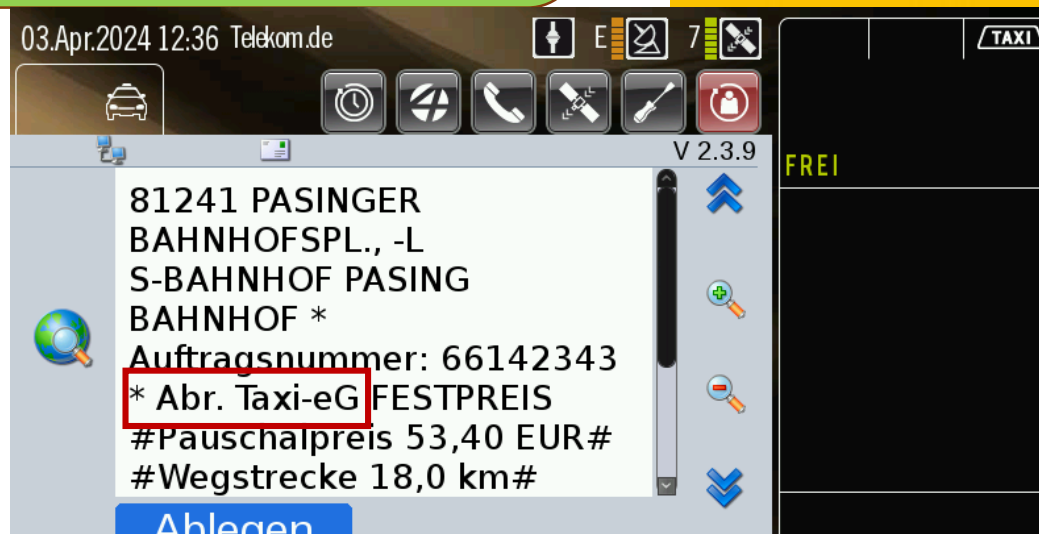 03.Apr.2024 12:36 Telekom.de E 7
TAXI
V 2.3.9
FREI
81241 PASINGER
BAHNHOFSPL., -L
S-BAHNHOF PASING
BAHNHOF *
Auftragsnummer: 66142343
* Abr. Taxi-eG FESTPREIS
#Pauschalpreis 53,40 EUR#
#Wegstrecke 18,0 km#
Ablegen